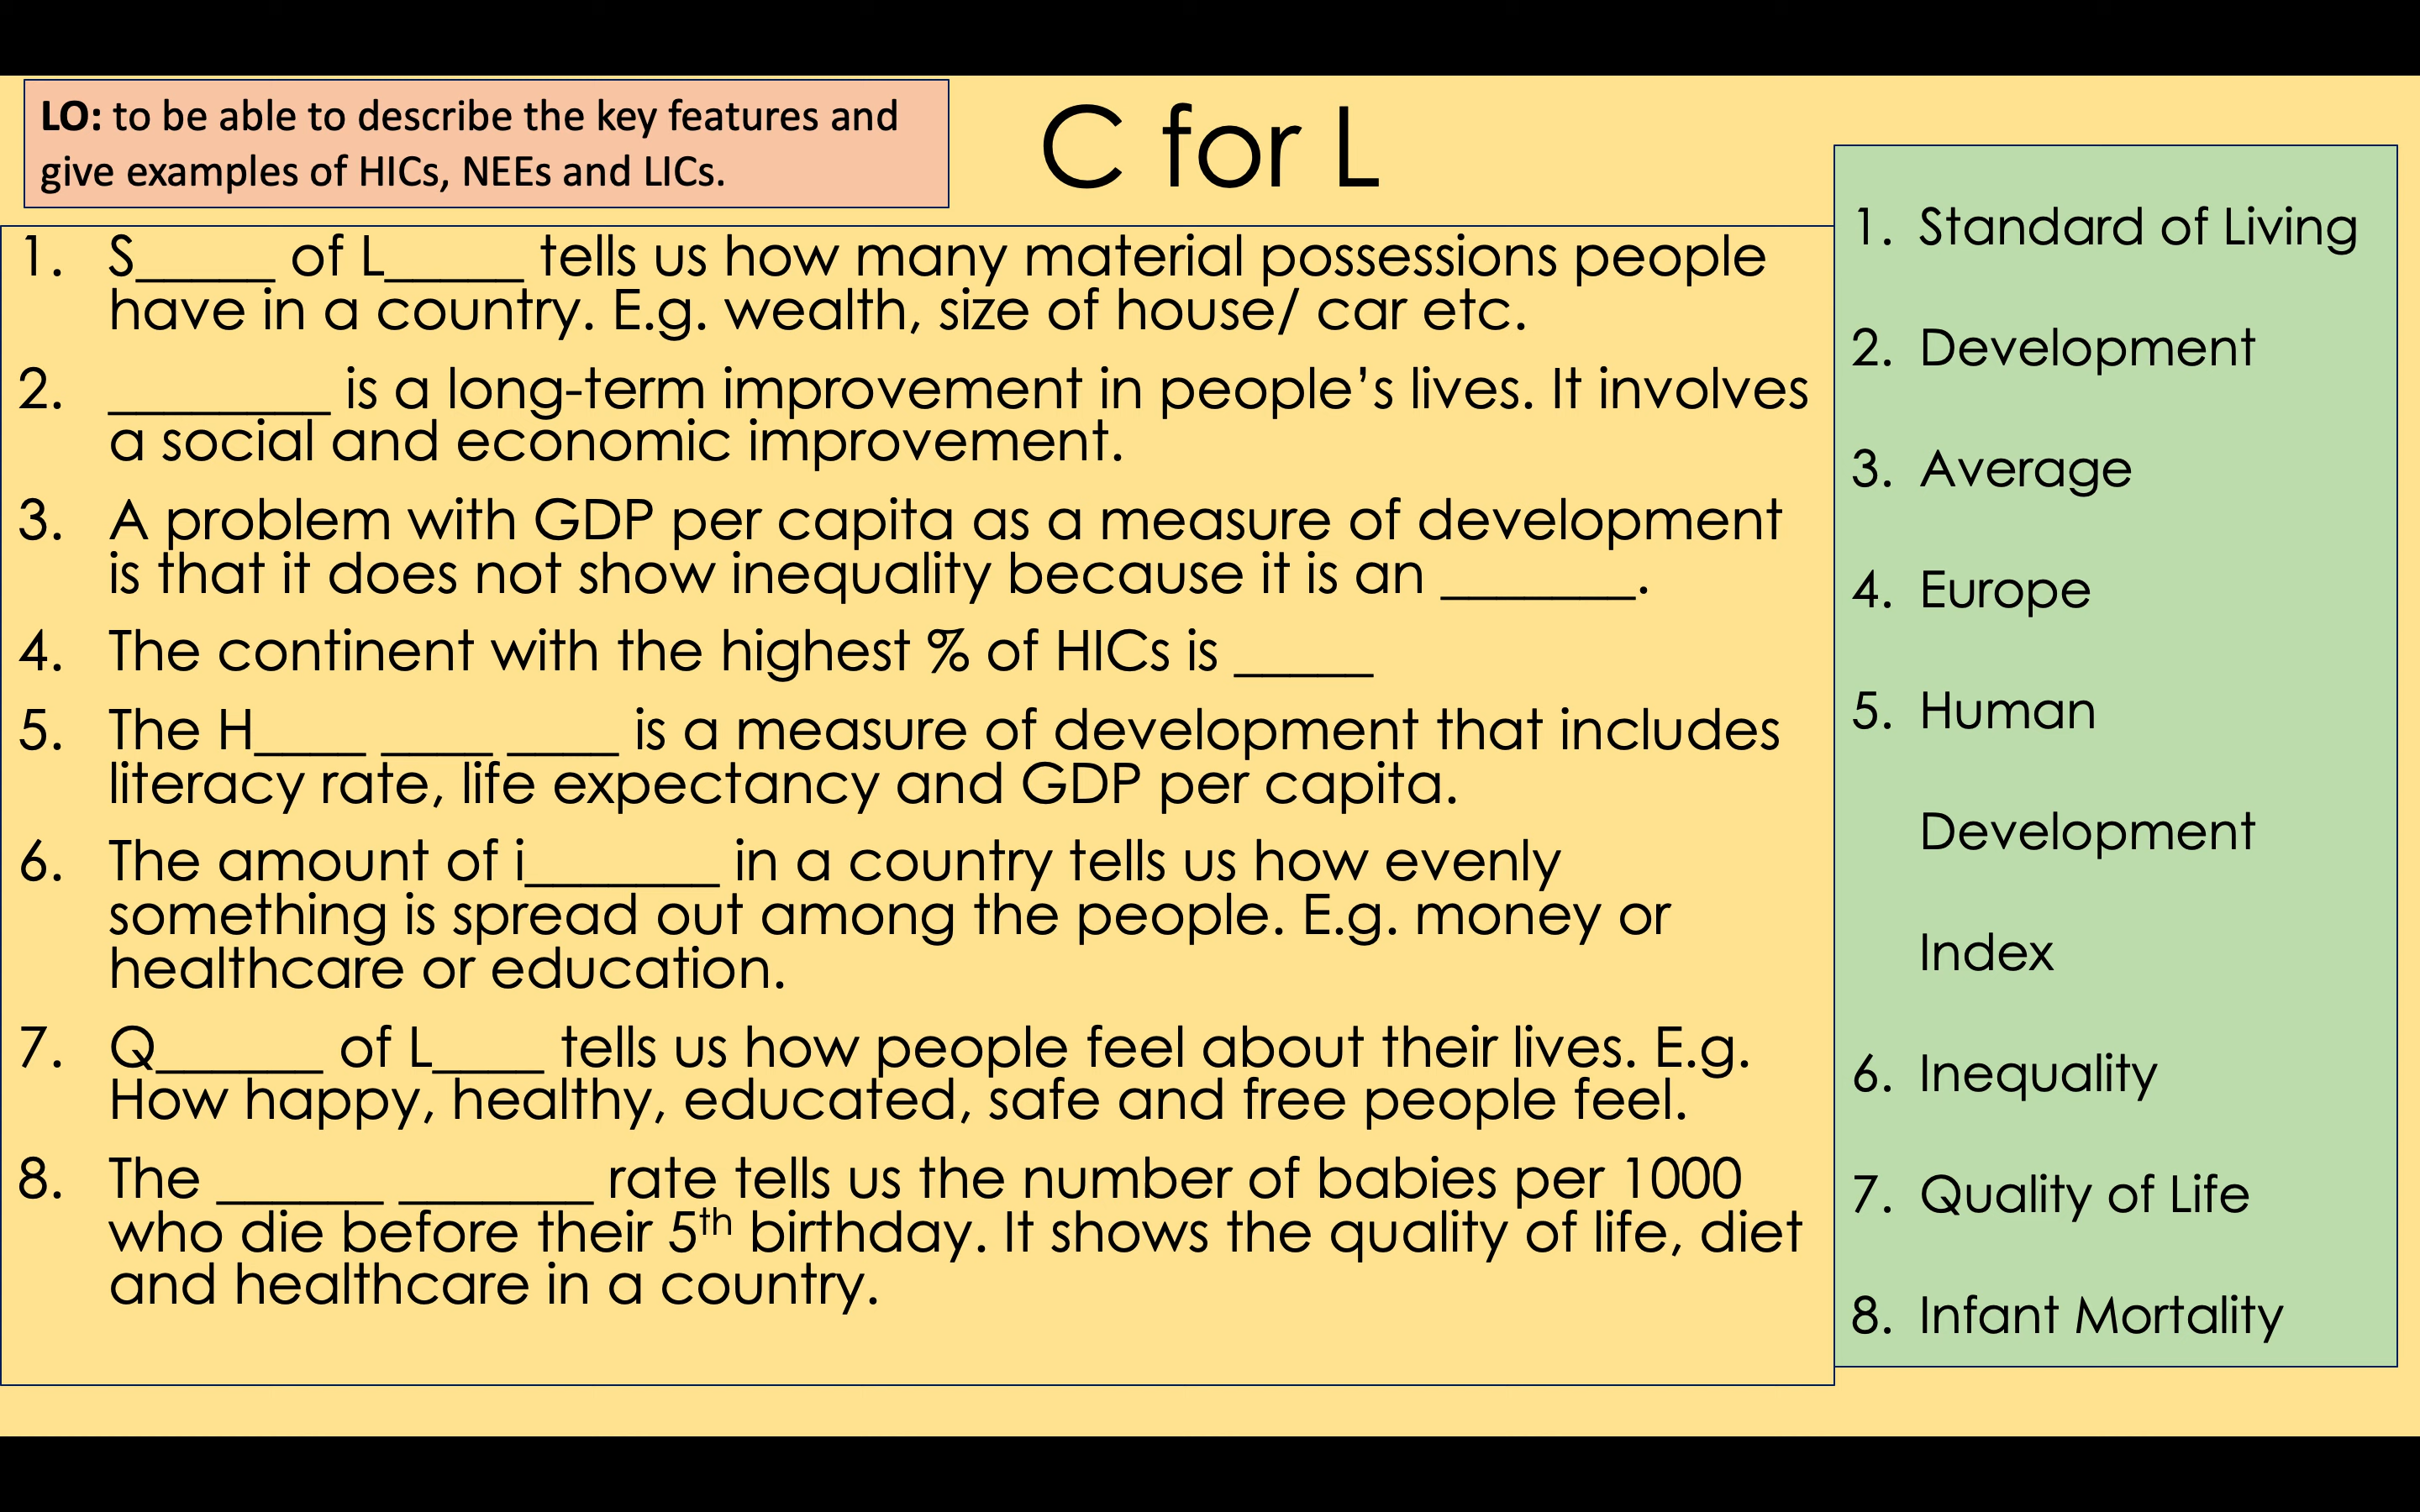 LO: to be able to describe the key features and
give examples of HICs, NEEs and LICs.
C for L
1. S_____ of L_____ tells us how many material possessions people
have in a country. E.g. wealth, size of house/ car etc.
2. ________ is a long-term improvement in people’s lives. It involves
a social and economic improvement.
3. A problem with GDP per capita as a measure of development
is that it does not show inequality because it is an _______.
4. The continent with the highest % of HICs is _____
5. The H____ ____ ____ is a measure of development that includes
literacy rate, life expectancy and GDP per capita.
6. The amount of i_______ in a country tells us how evenly
something is spread out among the people. E.g. money or
healthcare or education.
7. Q______ of L____ tells us how people feel about their lives. E.g.
How happy, healthy, educated, safe and free people feel.
8. The ______ _______ rate tells us the number of babies per 1000
who die before their 5th birthday. It shows the quality of life, diet
and healthcare in a country.
1. Standard of Living
2. Development
3. Average
4. Europe
5. Human
Development
Index
6. Inequality
7. Quality of Life
8. Infant Mortality